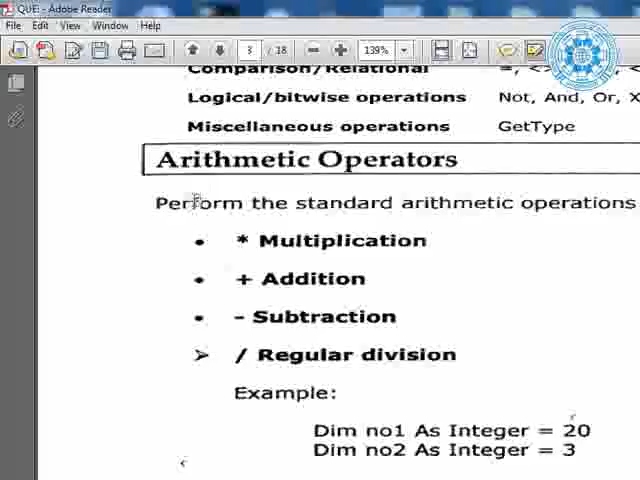 QUE: - Adobe Reader
File Edit View Window Help
3 / 18 139%
Comparison/Relational
Logical/bitwise operations Not, And, Or, X
Miscellaneous operations GetType
Arithmetic Operators
Perform the standard arithmetic operations
• * Multiplication
• + Addition
• - Subtraction
➢ / Regular division
Example:
Dim no1 As Integer = 20
Dim no2 As Integer = 3